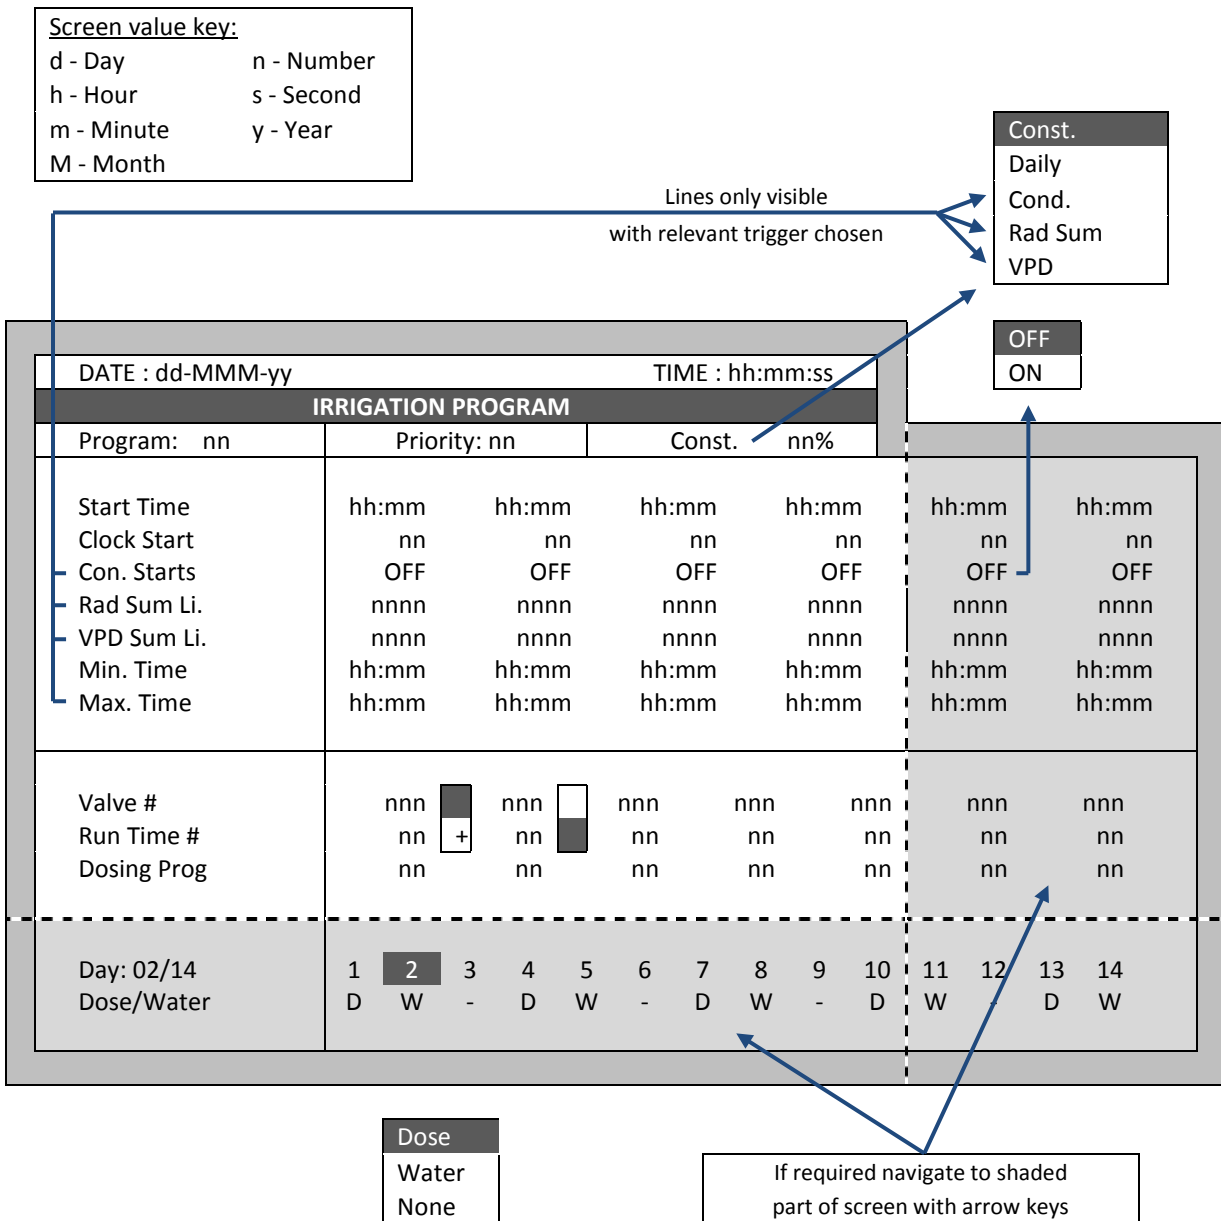 Screen value key:
d - Day n - Number
h - Hour s - Second
m - Minute y - Year
M - Month
Const.
Daily
Cond.
Rad Sum
VPD
Lines only visible
with relevant trigger chosen
OFF
ON
DATE : dd-MMM-yy TIME : hh:mm:ss
IRRIGATION PROGRAM
Program: nn Priority: nn Const. nn%
Start Time hh:mm hh:mm hh:mm hh:mm hh:mm hh:mm
Clock Start nn nn nn nn nn nn
Con. Starts OFF OFF OFF OFF OFF OFF
Rad Sum Li. nnnn nnnn nnnn nnnn nnnn nnnn
VPD Sum Li. nnnn nnnn nnnn nnnn nnnn nnnn
Min. Time hh:mm hh:mm hh:mm hh:mm hh:mm hh:mm
Max. Time hh:mm hh:mm hh:mm hh:mm hh:mm hh:mm
Valve # nnn nnn nnn nnn nnn nnn nnn
Run Time # nn + nn nn nn nn nn nn
Dosing Prog nn nn nn nn nn nn nn
Day: 02/14 1 2 3 4 5 6 7 8 9 10 11 12 13 14
Dose/Water D W - D W - D W - D W - D W
Dose
Water
None
If required navigate to shaded
part of screen with arrow keys